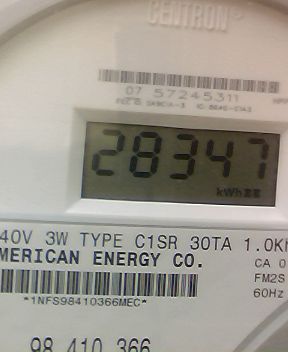 CENTRON®
07 57245311
28347
kWh
40V 3W TYPE C1SR 30TA 1.0K
MERICAN ENERGY CO.
CA 0
FM2S
60Hz
*1NFS98410366MEC*
98 410 366